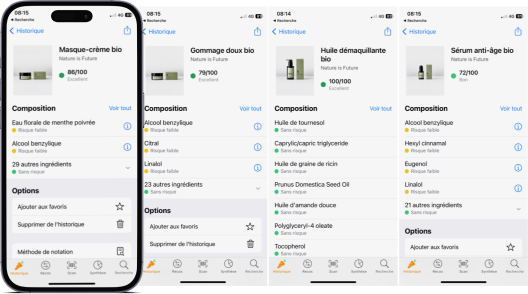 08:15
4G
Recherche
Historique
Masque-crème bio
Nature is Future
86/100
Excellent
Composition
Voir tout
Eau florale de menthe poivrée
Risque faible
Alcool benzylique
Risque faible
29 autres ingrédients
Sans risque
Options
Ajouter aux favoris
Supprimer de l'historique
Méthode de notation
Historique
Recos
Scan
Synthèse
Recherche
08:15
4G
Recherche
Historique
Gommage doux bio
Nature is Future
79/100
Excellent
Composition
Voir tout
Alcool benzylique
Risque faible
Citral
Risque faible
Linalol
Risque faible
23 autres ingrédients
Sans risque
Options
Ajouter aux favoris
Supprimer de l'historique
Historique
Recos
Scan
Synthèse
Recherche
08:14
4G
Recherche
Historique
Huile démaquillante
bio
Nature is Future
100/100
Excellent
Composition
Voir tout
Huile de tournesol
Sans risque
Caprylic/capric triglyceride
Sans risque
Huile de graine de ricin
Sans risque
Prunus Domestica Seed Oil
Sans risque
Huile d'amande douce
Sans risque
Polyglyceryl-4 oleate
Sans risque
Tocopherol
Sans risque
Historique
Recos
Scan
Synthèse
Recherche
08:15
4G
Recherche
Historique
Sérum anti-âge bio
Nature is Future
72/100
Bon
Composition
Voir tout
Alcool benzylique
Risque faible
Hexyl cinnamal
Risque faible
Eugenol
Risque faible
Linalol
Risque faible
21 autres ingrédients
Sans risque
Options
Ajouter aux favoris
Historique
Recos
Scan
Synthèse
Recherche